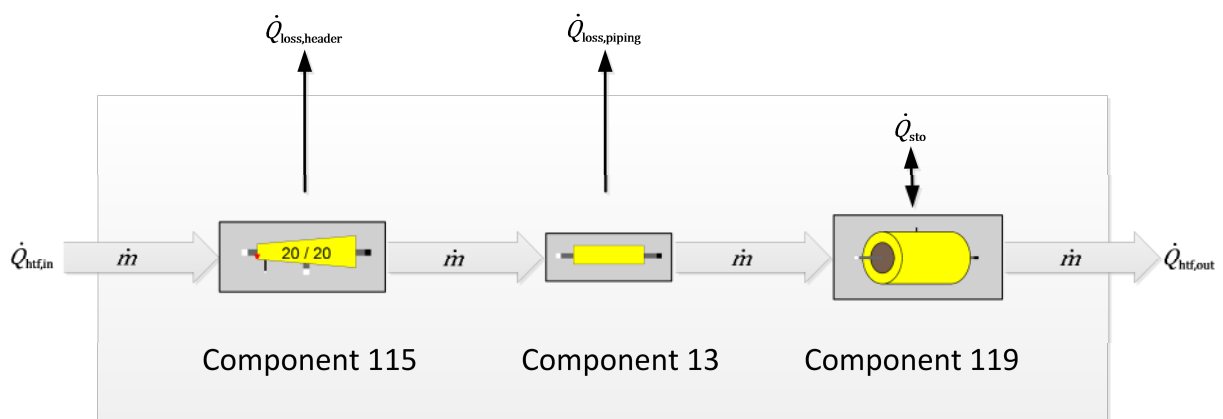 Q̇loss,header
Q̇loss,piping
Q̇sto
Q̇htf,in
ṁ
20 / 20
ṁ
ṁ
ṁ
Q̇htf,out
Component 115
Component 13
Component 119